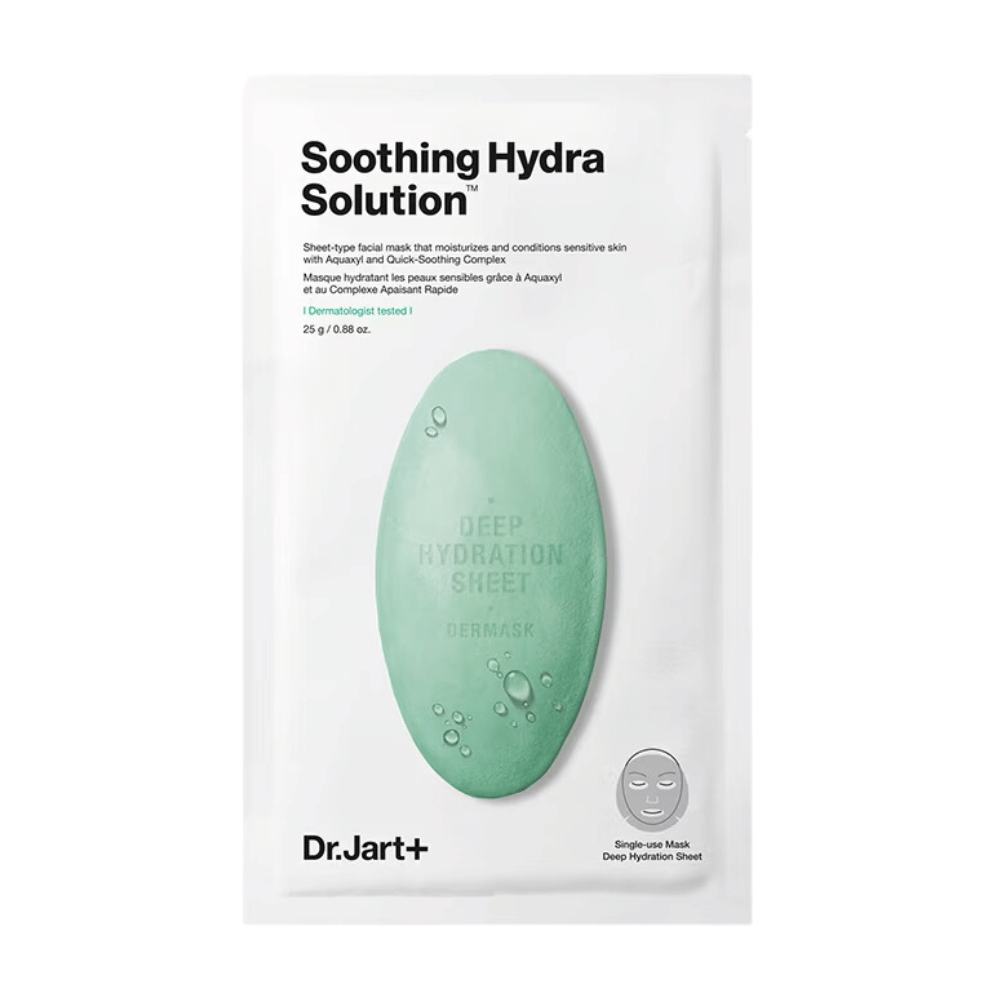 Soothing Hydra
Solution™
Sheet-type facial mask that moisturizes and conditions sensitive skin
with Aquaxyl and Quick-Soothing Complex
Masque hydratant les peaux sensibles grâce à Aquaxyl
et au Complexe Apaisant Rapide
I Dermatologist tested I
25 g / 0.88 oz.
DEEP
HYDRATION
SHEET
DERMASK
Dr.Jart+
Single-use Mask
Deep Hydration Sheet